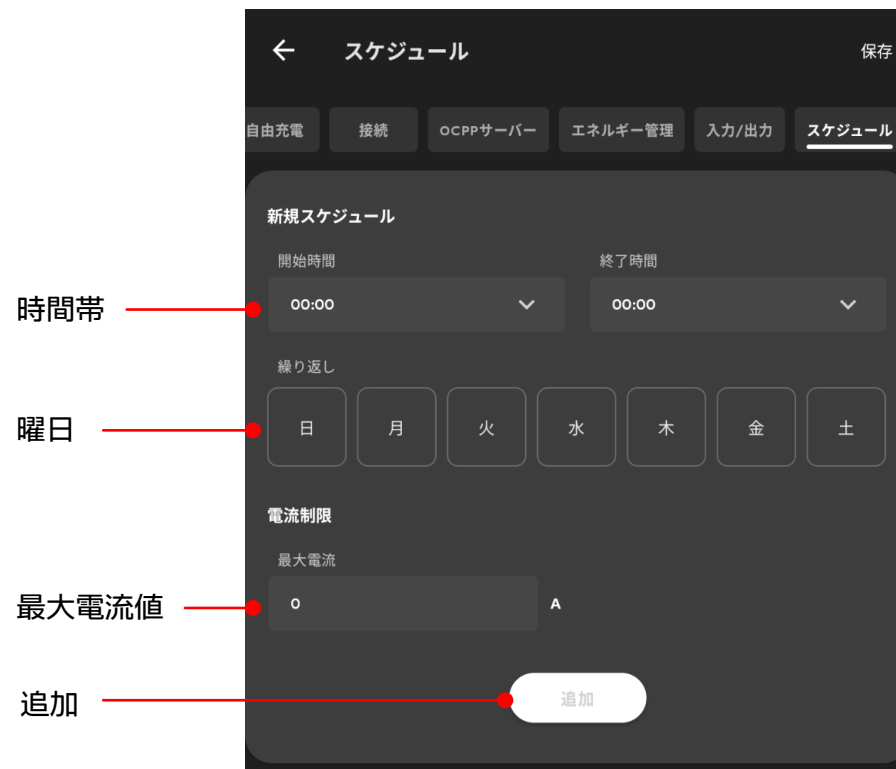 スケジュール
保存
自由充電 接続 OCPPサーバー エネルギー管理 入力/出力 スケジュール
新規スケジュール
開始時間 終了時間
時間帯 00:00 00:00
繰り返し
曜日 日 月 火 水 木 金 土
電流制限
最大電流
最大電流値 0 A
追加 追加